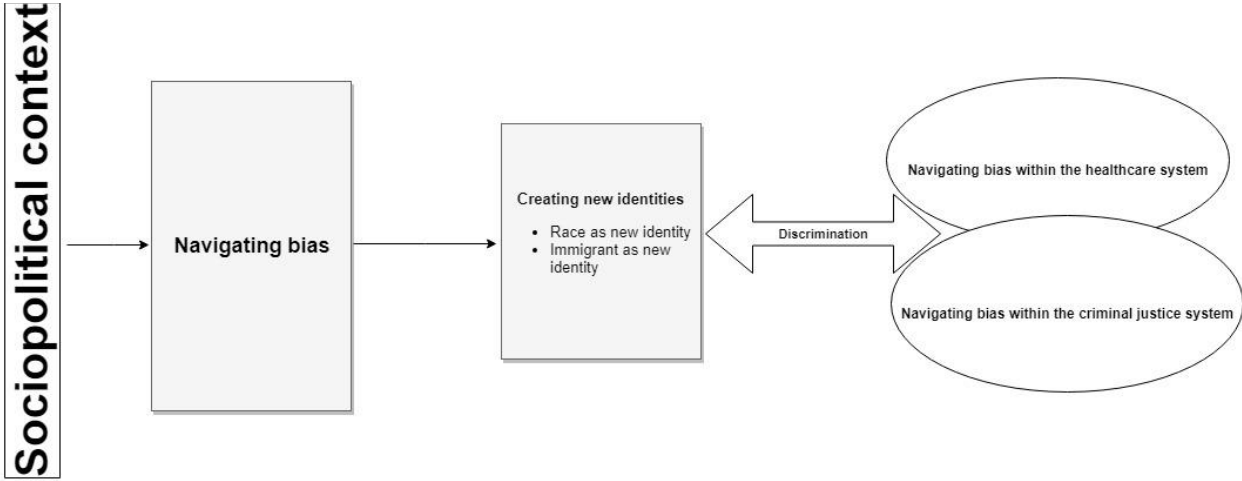 Sociopolitical context
Navigating bias
Creating new identities
• Race as new identity
• Immigrant as new
identity
Discrimination
Navigating bias within the healthcare system
Navigating bias within the criminal justice system